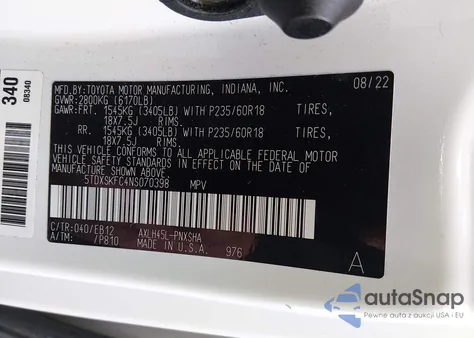 340
08340
MFD. BY: TOYOTA MOTOR MANUFACTURING, INDIANA, INC. 08/22
GVWR: 2800KG (6170LB)
GAWR: FRT. 1545KG (3405LB) WITH P235/60R18 TIRES,
18X7.5J RIMS.
RR. 1545KG (3405LB) WITH P235/60R18 TIRES,
18X7.5J RIMS.
THIS VEHICLE CONFORMS TO ALL APPLICABLE FEDERAL MOTOR
VEHICLE SAFETY STANDARDS IN EFFECT ON THE DATE OF
MANUFACTURE SHOWN ABOVE.
5TDXSKFC4NS070398 MPV
C/TR: 040/EB12 AXLH45L-PNXSHA
A/TM: /P810 MADE IN U.S.A. 976
A
autoSnap
Pewne auta z aukcji USA i EU